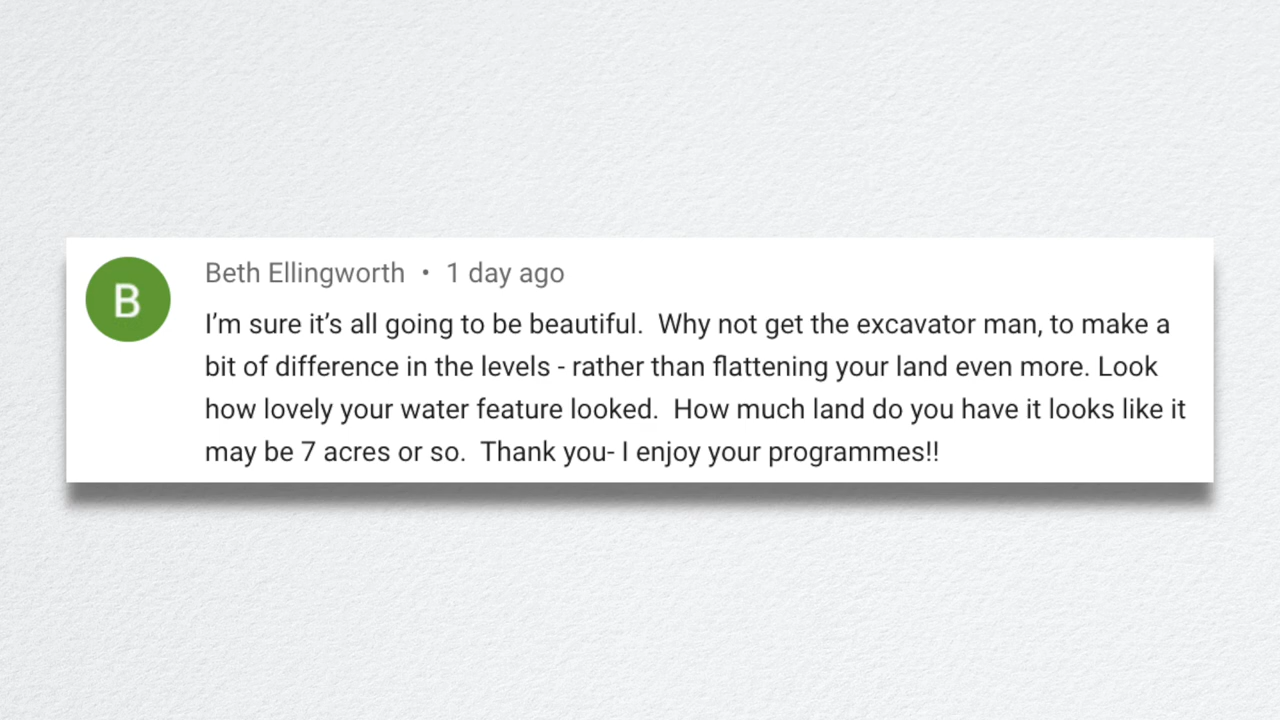 B
Beth Ellingworth • 1 day ago
I’m sure it’s all going to be beautiful.  Why not get the excavator man, to make a
bit of difference in the levels - rather than flattening your land even more. Look
how lovely your water feature looked.  How much land do you have it looks like it
may be 7 acres or so.  Thank you- I enjoy your programmes!!